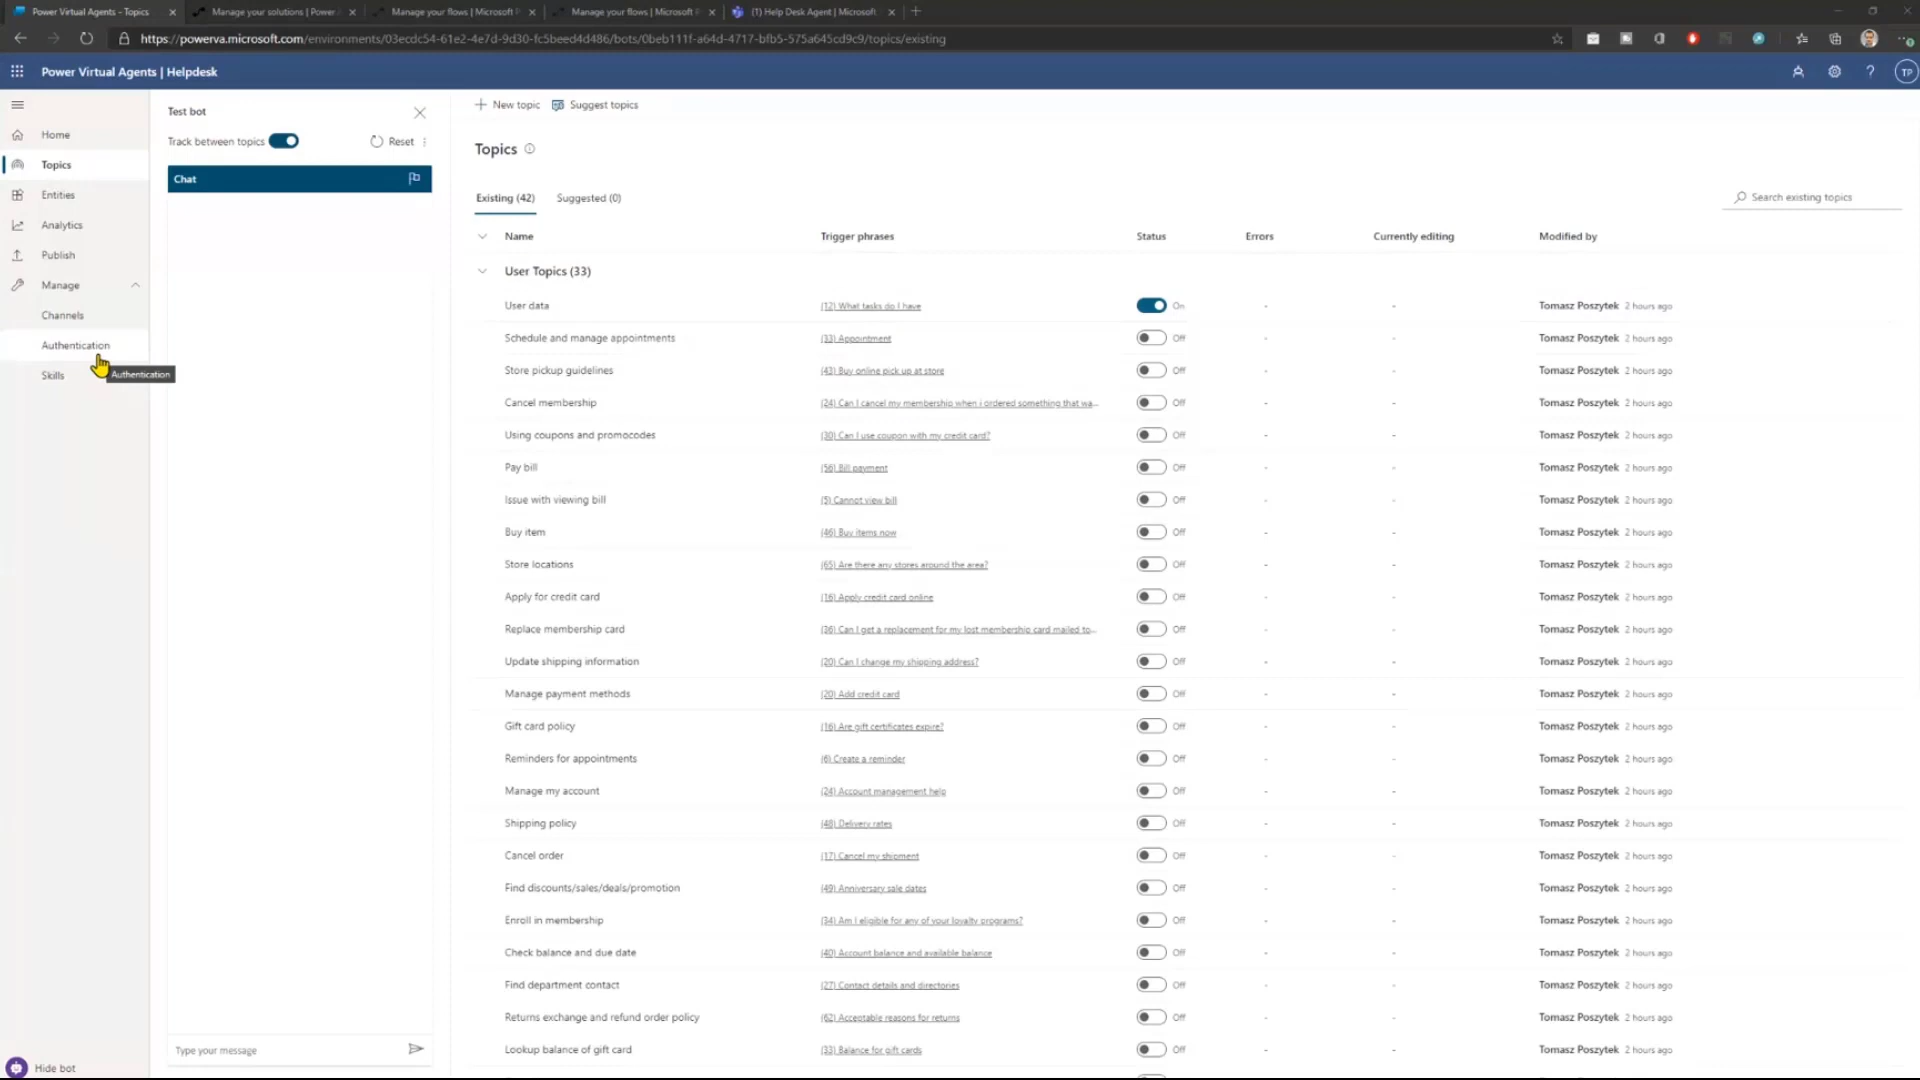 Power Virtual Agents - Topics
Manage your solutions | Power A
Manage your flows | Microsoft P
Manage your flows | Microsoft P
(1) Help Desk Agent | Microsoft
https://powerva.microsoft.com/environments/03ecdc54-61e2-4e7d-9d30-fc5beed4d486/bots/0beb111f-a64d-4717-bfb5-575a645cd9c9/topics/existing
Power Virtual Agents | Helpdesk
TP
Home
Topics
Entities
Analytics
Publish
Manage
Channels
Authentication
Authentication
Skills
Hide bot
Test bot
Track between topics
Reset
Chat
Type your message
New topic Suggest topics
Topics
Existing (42) Suggested (0)
Search existing topics
Name Trigger phrases Status Errors Currently editing Modified by
User Topics (33)
User data (12) What tasks do I have On - - Tomasz Poszytek 2 hours ago
Schedule and manage appointments (33) Appointment Off - - Tomasz Poszytek 2 hours ago
Store pickup guidelines (43) Buy online pick up at store Off - - Tomasz Poszytek 2 hours ago
Cancel membership (24) Can I cancel my membership when i ordered something that wa... Off - - Tomasz Poszytek 2 hours ago
Using coupons and promocodes (30) Can I use coupon with my credit card? Off - - Tomasz Poszytek 2 hours ago
Pay bill (56) Bill payment Off - - Tomasz Poszytek 2 hours ago
Issue with viewing bill (5) Cannot view bill Off - - Tomasz Poszytek 2 hours ago
Buy item (46) Buy items now Off - - Tomasz Poszytek 2 hours ago
Store locations (65) Are there any stores around the area? Off - - Tomasz Poszytek 2 hours ago
Apply for credit card (16) Apply credit card online Off - - Tomasz Poszytek 2 hours ago
Replace membership card (36) Can I get a replacement for my lost membership card mailed to... Off - - Tomasz Poszytek 2 hours ago
Update shipping information (20) Can I change my shipping address? Off - - Tomasz Poszytek 2 hours ago
Manage payment methods (20) Add credit card Off - - Tomasz Poszytek 2 hours ago
Gift card policy (16) Are gift certificates expire? Off - - Tomasz Poszytek 2 hours ago
Reminders for appointments (6) Create a reminder Off - - Tomasz Poszytek 2 hours ago
Manage my account (24) Account management help Off - - Tomasz Poszytek 2 hours ago
Shipping policy (48) Delivery rates Off - - Tomasz Poszytek 2 hours ago
Cancel order (17) Cancel my shipment Off - - Tomasz Poszytek 2 hours ago
Find discounts/sales/deals/promotion (49) Anniversary sale dates Off - - Tomasz Poszytek 2 hours ago
Enroll in membership (34) Am I eligible for any of your loyalty programs? Off - - Tomasz Poszytek 2 hours ago
Check balance and due date (40) Account balance and available balance Off - - Tomasz Poszytek 2 hours ago
Find department contact (27) Contact details and directories Off - - Tomasz Poszytek 2 hours ago
Returns exchange and refund order policy (62) Acceptable reasons for returns Off - - Tomasz Poszytek 2 hours ago
Lookup balance of gift card (33) Balance for gift cards Off - - Tomasz Poszytek 2 hours ago